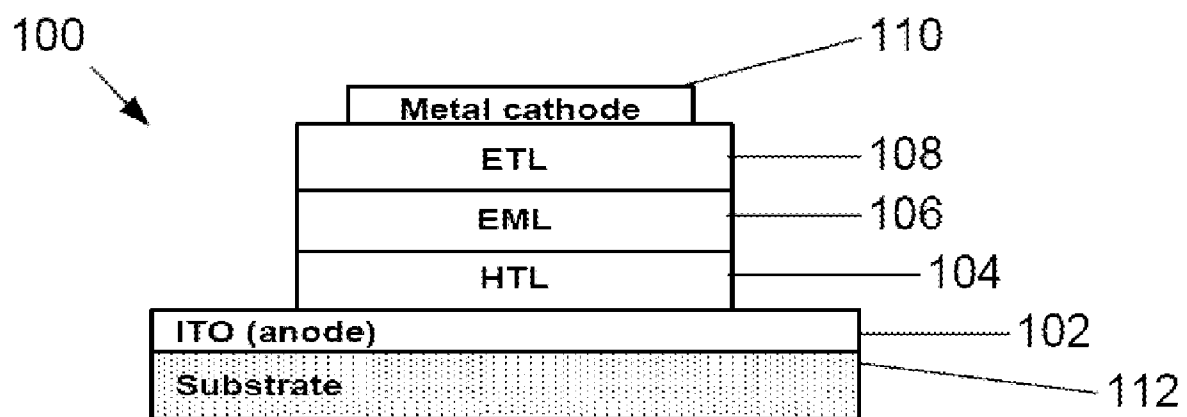 100
110
Metal cathode
ETL
108
EML
106
HTL
104
ITO (anode)
102
Substrate
112